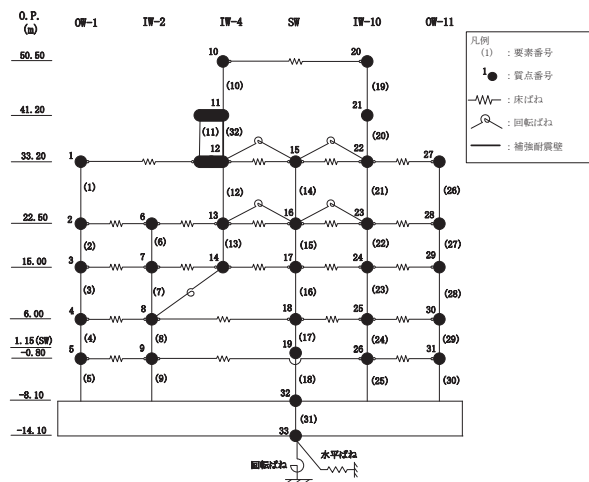 O.P.
(m)
OW-1 IW-2 IW-4 SW IW-10 OW-11
50.50 10 20
(10) (19)
41.20 11 21
(11) (32) (20)
33.20 1 12 15 22 27
(1) (12) (14) (21) (26)
22.50 2 6 13 16 23 28
(2) (6) (13) (15) (22) (27)
15.00 3 7 14 17 24 29
(3) (7) (16) (23) (28)
6.00 4 8 18 25 30
(4) (8) (17) (24) (29)
1.15(SW) 19
-0.80 5 9 26 31
(5) (9) (18) (25) (30)
-8.10 32
(31)
-14.10 33
回転ばね 水平ばね
凡例
(1) : 要素番号
1 : 質点番号
: 床ばね
: 回転ばね
: 補強耐震壁